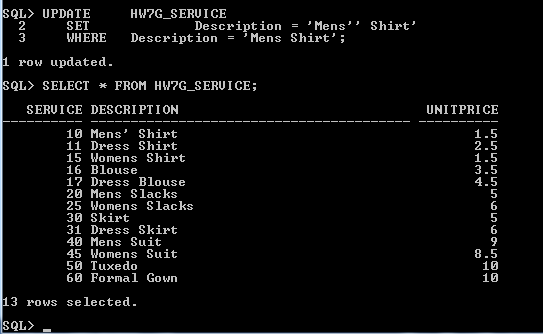 SQL> UPDATE HW7G_SERVICE
2 SET Description = 'Mens'' Shirt'
3 WHERE Description = 'Mens Shirt';
1 row updated.
SQL> SELECT * FROM HW7G_SERVICE;
SERVICE DESCRIPTION UNITPRICE
10 Mens' Shirt 1.5
11 Dress Shirt 2.5
15 Womens Shirt 1.5
16 Blouse 3.5
17 Dress Blouse 4.5
20 Mens Slacks 5
25 Womens Slacks 6
30 Skirt 5
31 Dress Skirt 6
40 Mens Suit 9
45 Womens Suit 8.5
50 Tuxedo 10
60 Formal Gown 10
13 rows selected.
SQL> _